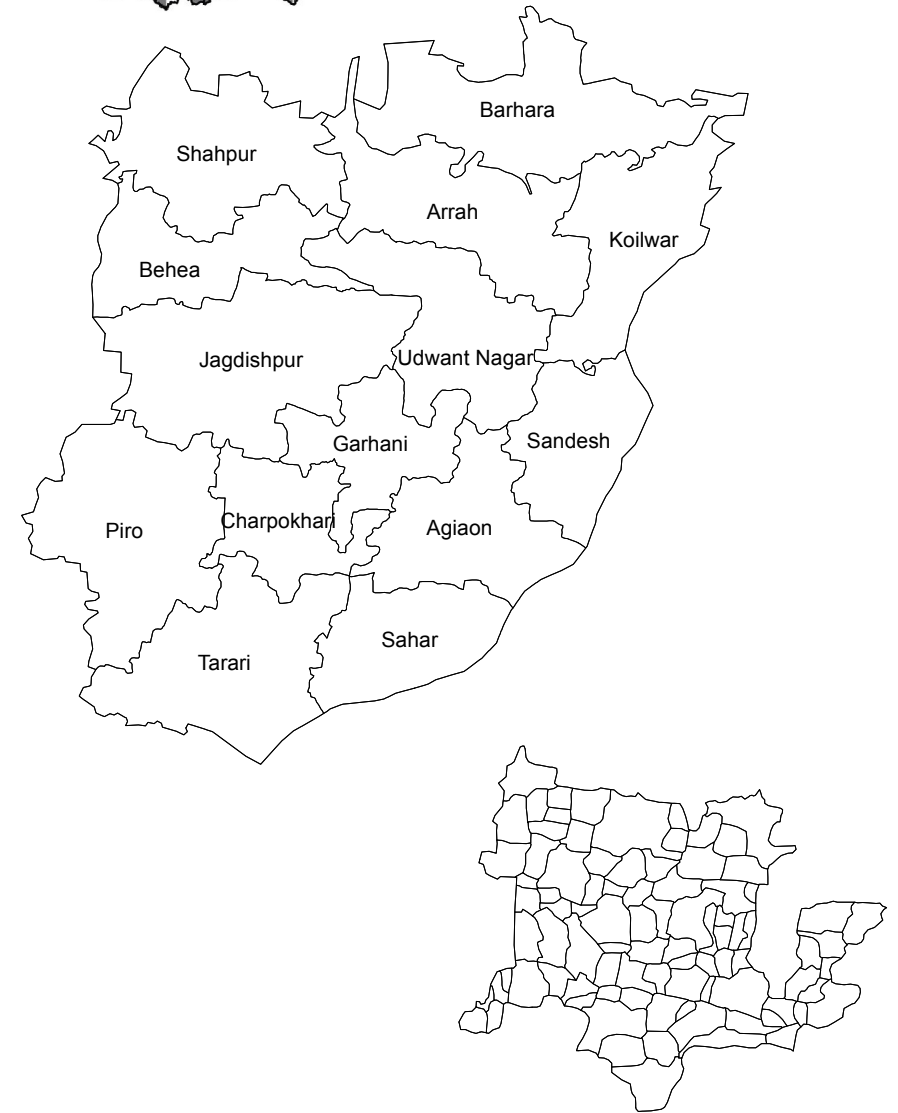 Barhara
Shahpur
Arrah
Koilwar
Behea
Jagdishpur
Udwant Nagar
Garhani
Sandesh
Charpokhari
Agiaon
Piro
Sahar
Tarari